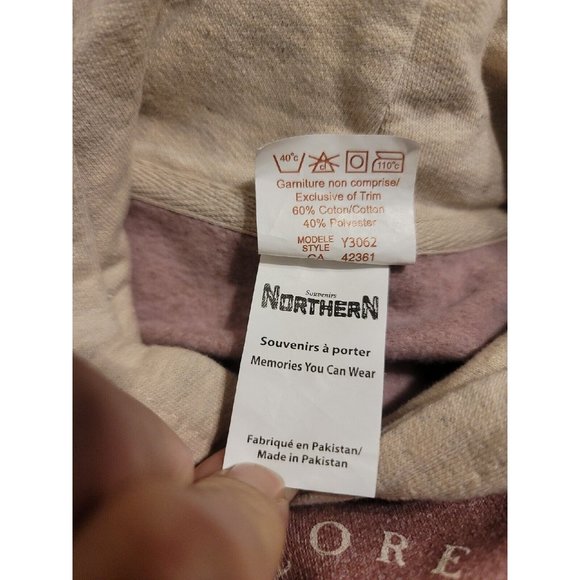 40°c cl 110°c
Garniture non comprise/
Exclusive of Trim
60% Coton/Cotton
40% Polyester
MODELE
STYLE Y3062
CA 42361
Souvenirs
NORTHERN
Souvenirs à porter
Memories You Can Wear
Fabriqué en Pakistan/
Made in Pakistan
ORE